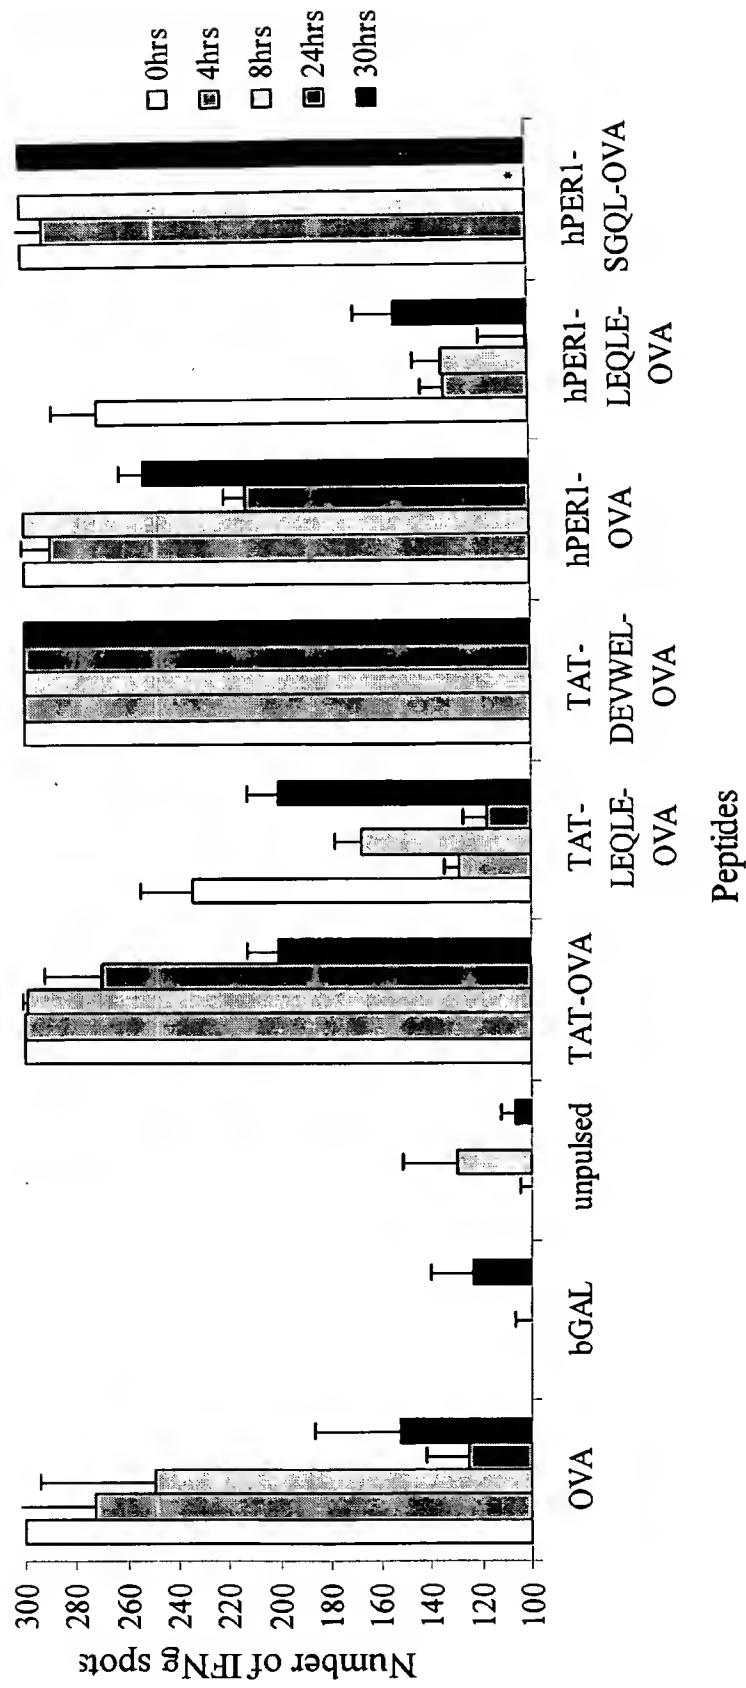 Number of IFNg spots
300
280
260
240
220
200
180
160
140
120
100
OVA
bGAL
unpulsed
TAT-OVA
TAT-
LEQLE-
OVA
TAT-
DEVWEL-
OVA
hPER1-
OVA
hPER1-
LEQLE-
OVA
hPER1-
SGQL-OVA
*
Peptides
0hrs
4hrs
8hrs
24hrs
30hrs